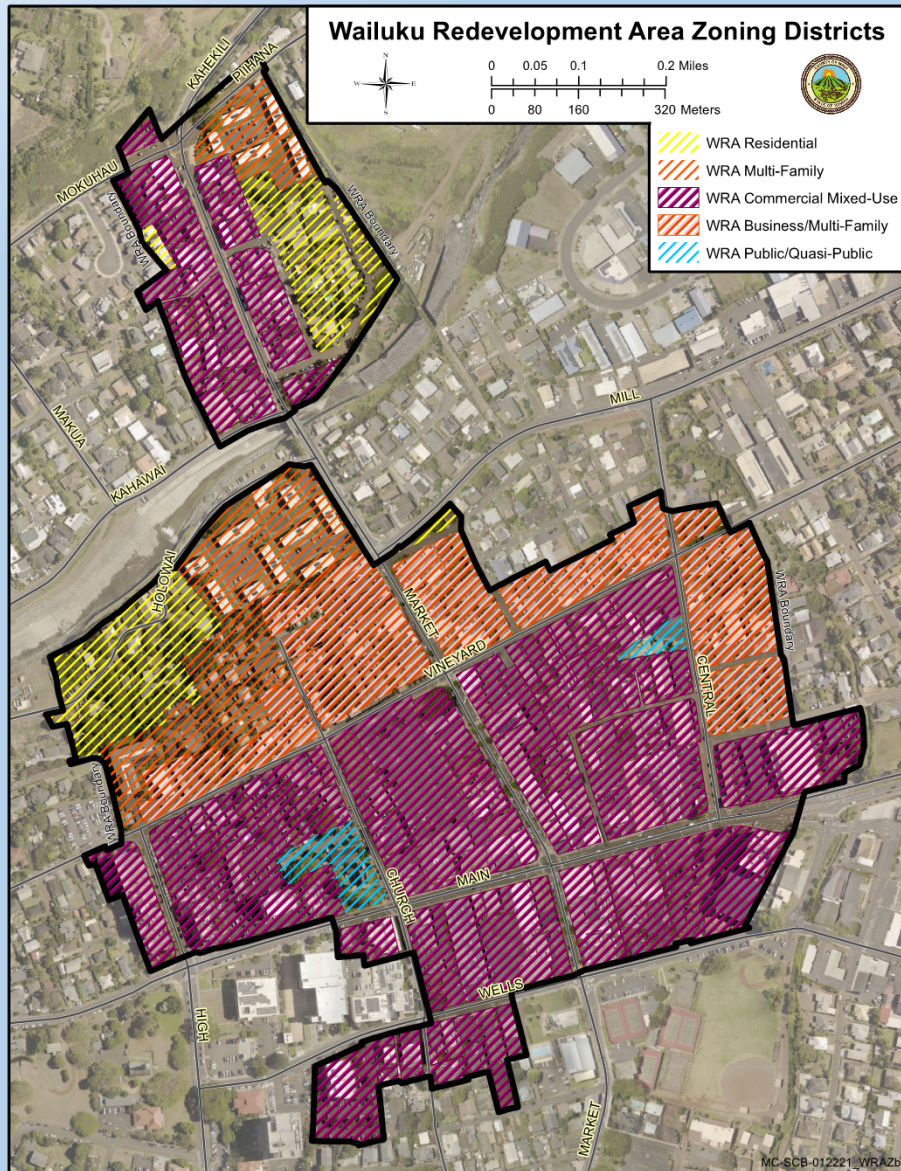 Wailuku Redevelopment Area Zoning Districts
N
W
E
S
0 0.05 0.1 0.2 Miles
0 80 160 320 Meters
WRA Residential
WRA Multi-Family
WRA Commercial Mixed-Use
WRA Business/Multi-Family
WRA Public/Quasi-Public
KAHEKILI
PIIHANA
MOKUHAU
WRA Boundary
WRA Boundary
MAKUA
KAHAWAI
MILL
HOLOWAI
MARKET
VINEYARD
WRA Boundary
CENTRAL
WRA Boundary
MAIN
CHURCH
WELLS
HIGH
MARKET
MC-SCB-012221_WRAZb